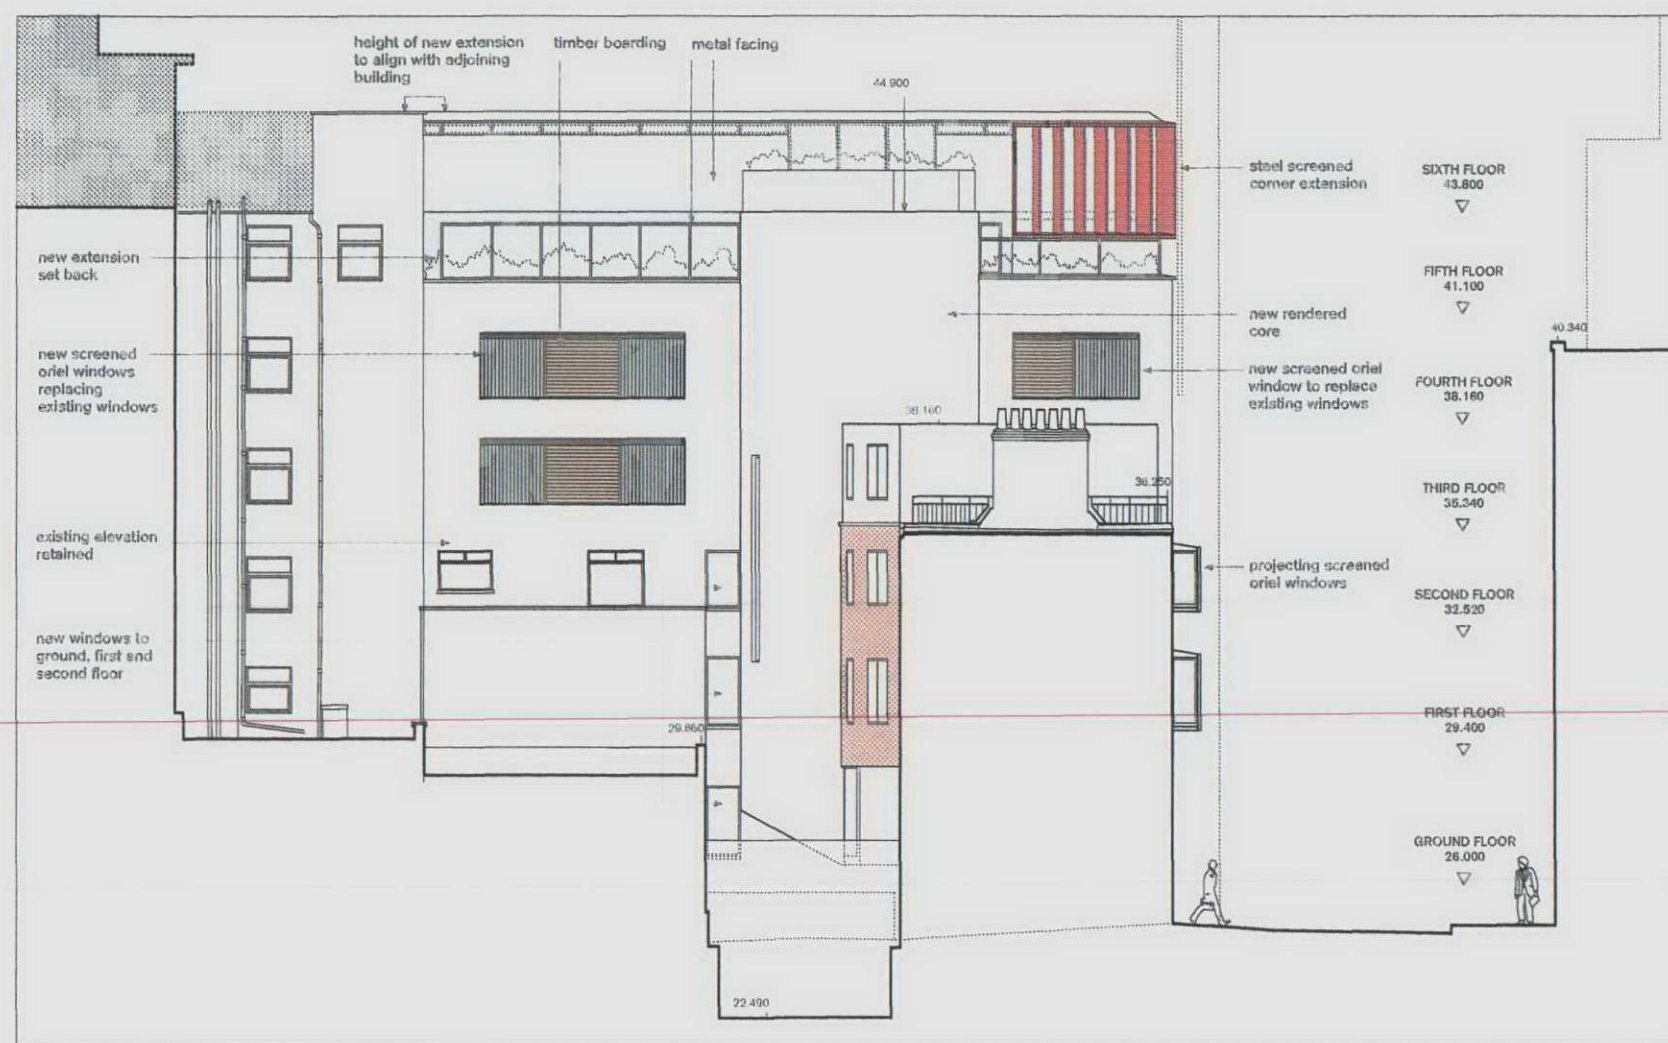 height of new extension
to align with adjoining
building
timber boarding
metal facing
44.900
steel screened
corner extension
SIXTH FLOOR
43.800
new extension
set back
FIFTH FLOOR
41.100
new rendered
core
40.340
new screened
oriel windows
replacing
existing windows
new screened oriel
window to replace
existing windows
FOURTH FLOOR
38.160
38.160
36.250
THIRD FLOOR
35.340
existing elevation
retained
projecting screened
oriel windows
SECOND FLOOR
32.520
new windows to
ground, first and
second floor
29.660
FIRST FLOOR
29.400
GROUND FLOOR
26.000
22.490